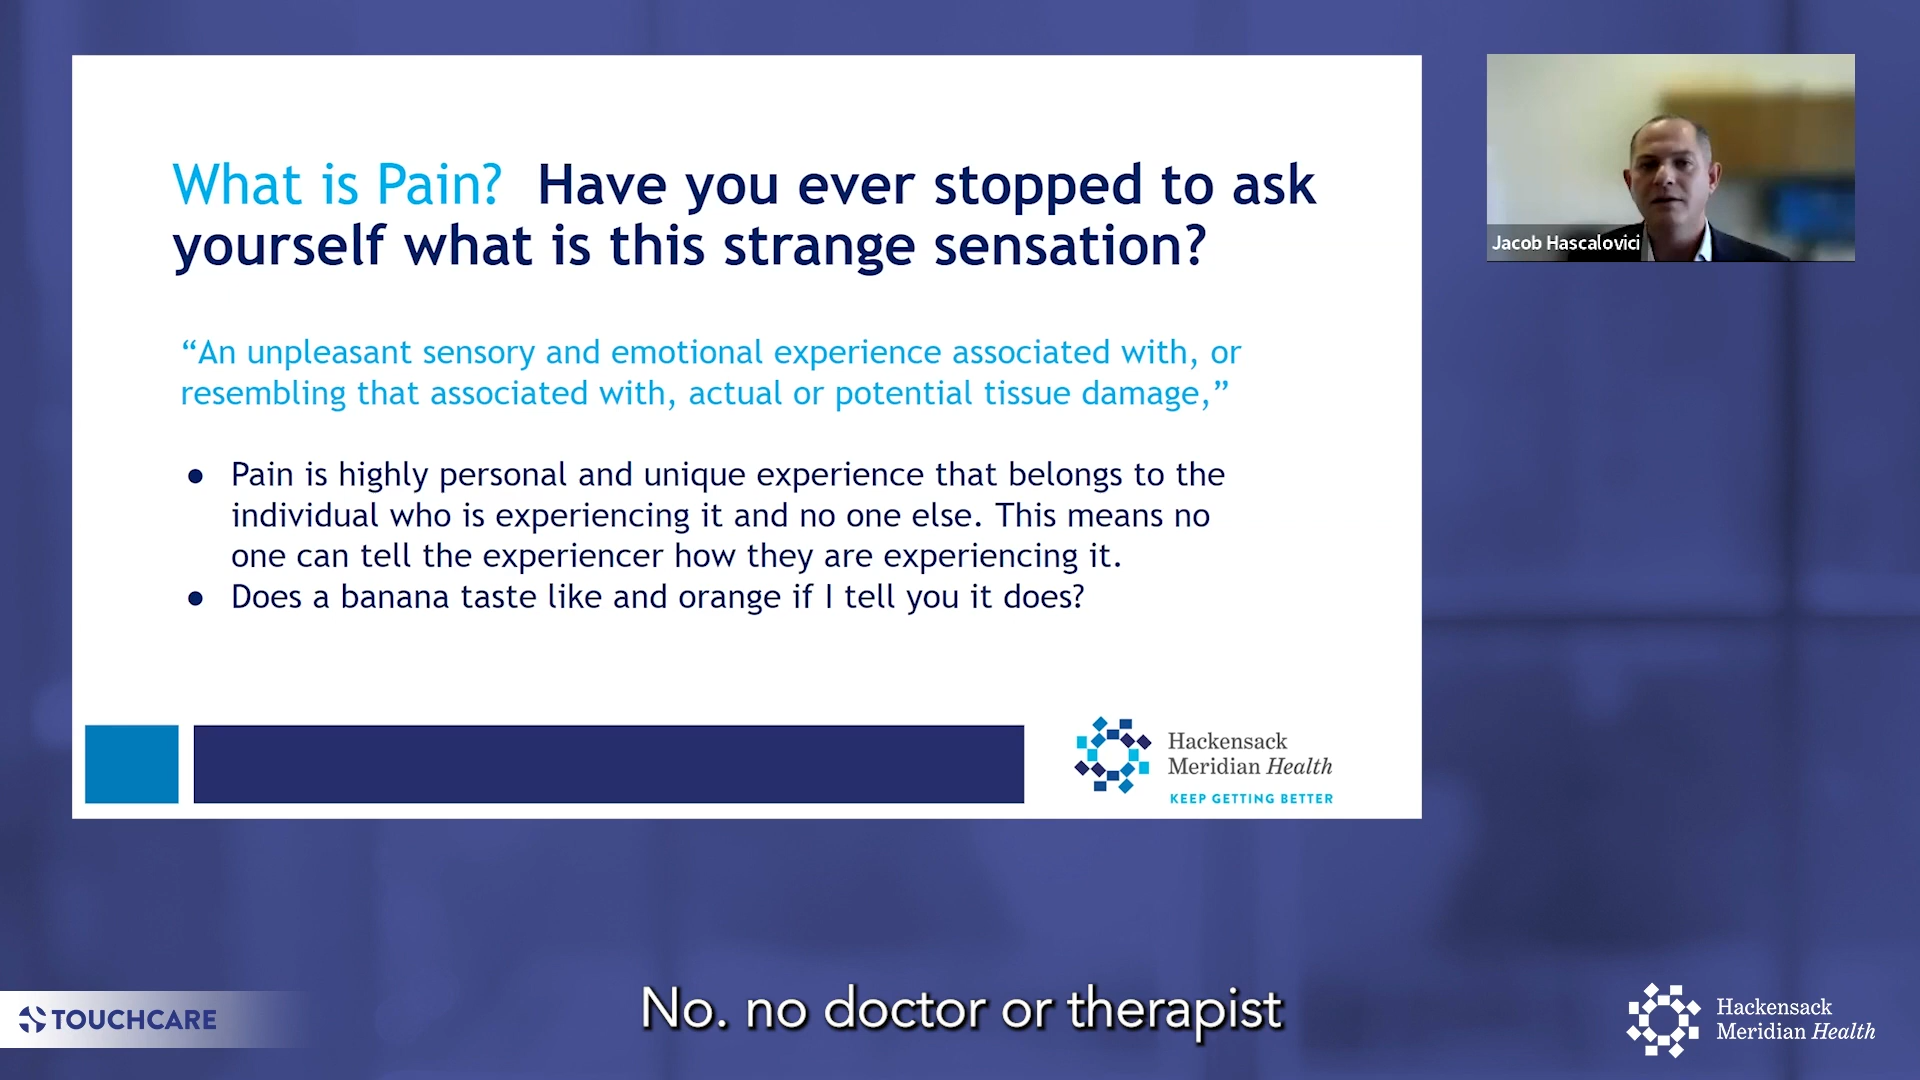 What is Pain? Have you ever stopped to ask
yourself what is this strange sensation?
“An unpleasant sensory and emotional experience associated with, or
resembling that associated with, actual or potential tissue damage,”
● Pain is highly personal and unique experience that belongs to the
individual who is experiencing it and no one else. This means no
one can tell the experiencer how they are experiencing it.
● Does a banana taste like and orange if I tell you it does?
Hackensack
Meridian Health
KEEP GETTING BETTER
Jacob Hascalovici
No. no doctor or therapist
TOUCHCARE
Hackensack
Meridian Health